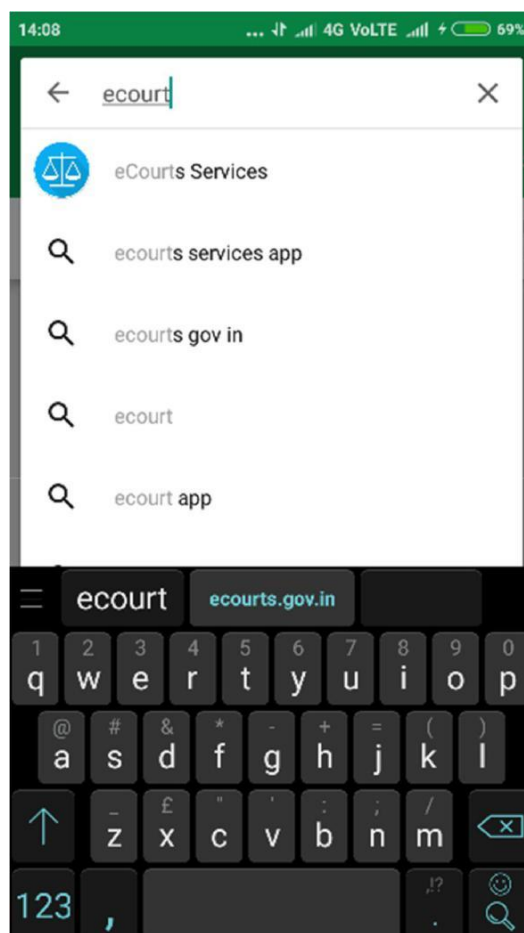 14:08 ... 4G VoLTE 69%
ecourt
eCourts Services
ecourts services app
ecourts gov in
ecourt
ecourt app
ecourt ecourts.gov.in
1 2 3 4 5 6 7 8 9 0
q w e r t y u i o p
@ # & * - + = ( )
a s d f g h j k l
_ £ " ' : ; /
z x c v b n m
,!?
123 , .